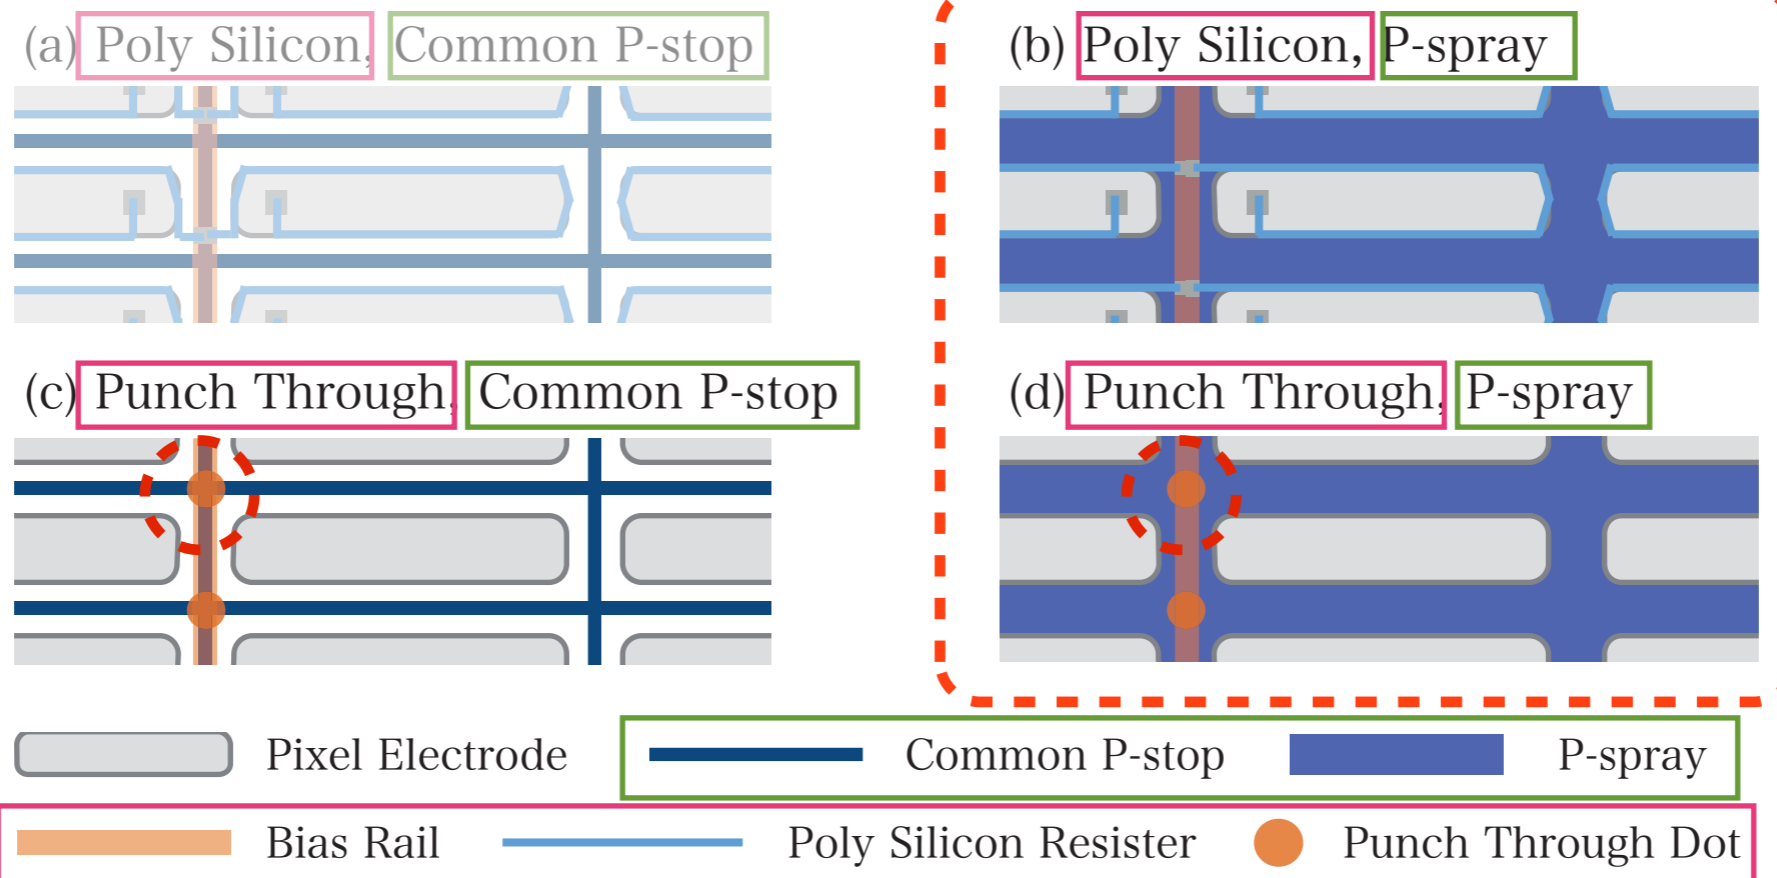 (a) Poly Silicon, Common P-stop
(b) Poly Silicon, P-spray
(c) Punch Through, Common P-stop
(d) Punch Through, P-spray
Pixel Electrode Common P-stop P-spray
Bias Rail Poly Silicon Resister Punch Through Dot